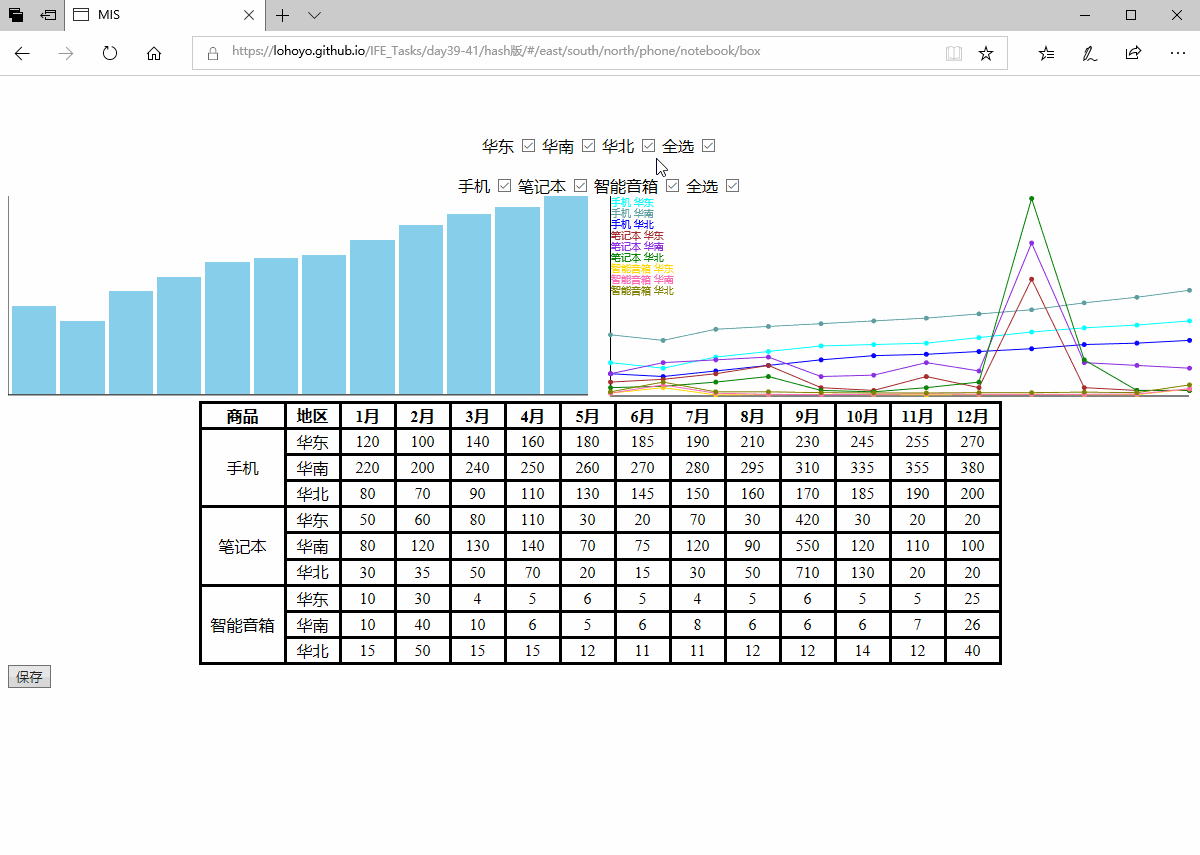 MIS
https://lohoyo.github.io/IFE_Tasks/day39-41/hash版/#/east/south/north/phone/notebook/box
华东 华南 华北 全选
手机 笔记本 智能音箱 全选
手机 华东
手机 华南
手机 华北
笔记本 华东
笔记本 华南
笔记本 华北
智能音箱 华东
智能音箱 华南
智能音箱 华北
商品 地区 1月 2月 3月 4月 5月 6月 7月 8月 9月 10月 11月 12月
手机 华东 120 100 140 160 180 185 190 210 230 245 255 270
华南 220 200 240 250 260 270 280 295 310 335 355 380
华北 80 70 90 110 130 145 150 160 170 185 190 200
笔记本 华东 50 60 80 110 30 20 70 30 420 30 20 20
华南 80 120 130 140 70 75 120 90 550 120 110 100
华北 30 35 50 70 20 15 30 50 710 130 20 20
智能音箱 华东 10 30 4 5 6 5 4 5 6 5 5 25
华南 10 40 10 6 5 6 8 6 6 6 7 26
华北 15 50 15 15 12 11 11 12 12 14 12 40
保存